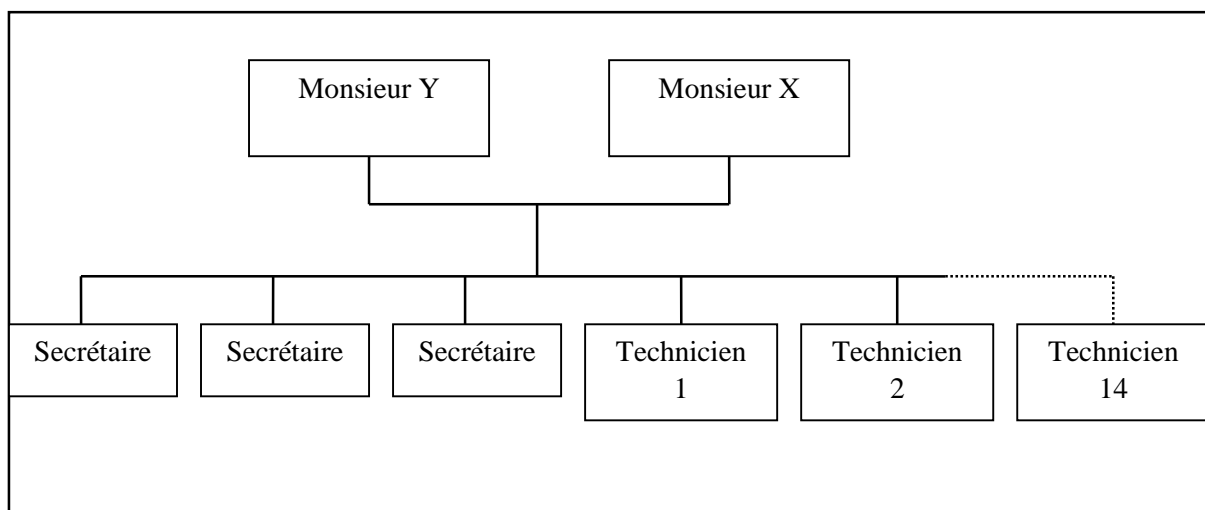 Monsieur Y
Monsieur X
Secrétaire
Secrétaire
Secrétaire
Technicien
1
Technicien
2
Technicien
14